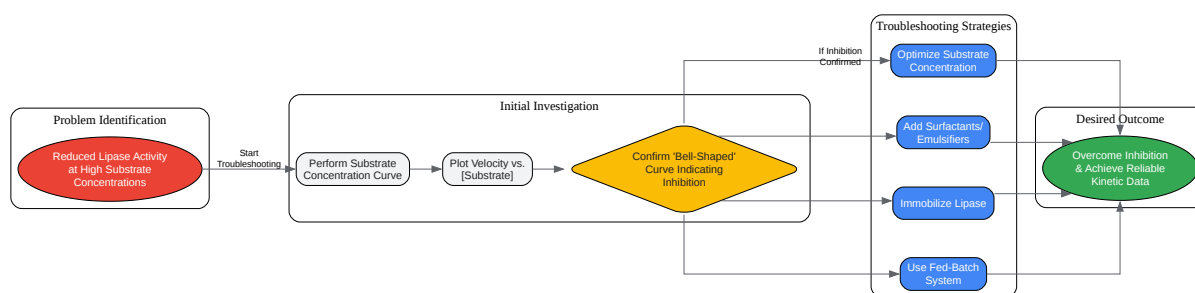 Problem Identification
Reduced Lipase Activity
at High Substrate
Concentrations
Start
Troubleshooting
Initial Investigation
Perform Substrate
Concentration Curve
Plot Velocity vs.
[Substrate]
Confirm 'Bell-Shaped'
Curve Indicating
Inhibition
If Inhibition
Confirmed
Troubleshooting Strategies
Optimize Substrate
Concentration
Add Surfactants/
Emulsifiers
Immobilize Lipase
Use Fed-Batch
System
Desired Outcome
Overcome Inhibition
& Achieve Reliable
Kinetic Data